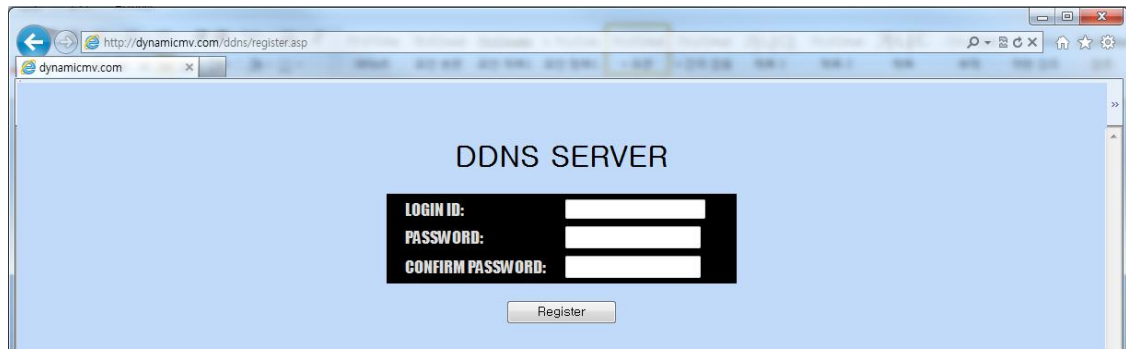 http://dynamicmv.com/ddns/register.asp
dynamicmv.com
DDNS SERVER
LOGIN ID:
PASSWORD:
CONFIRM PASSWORD:
Register